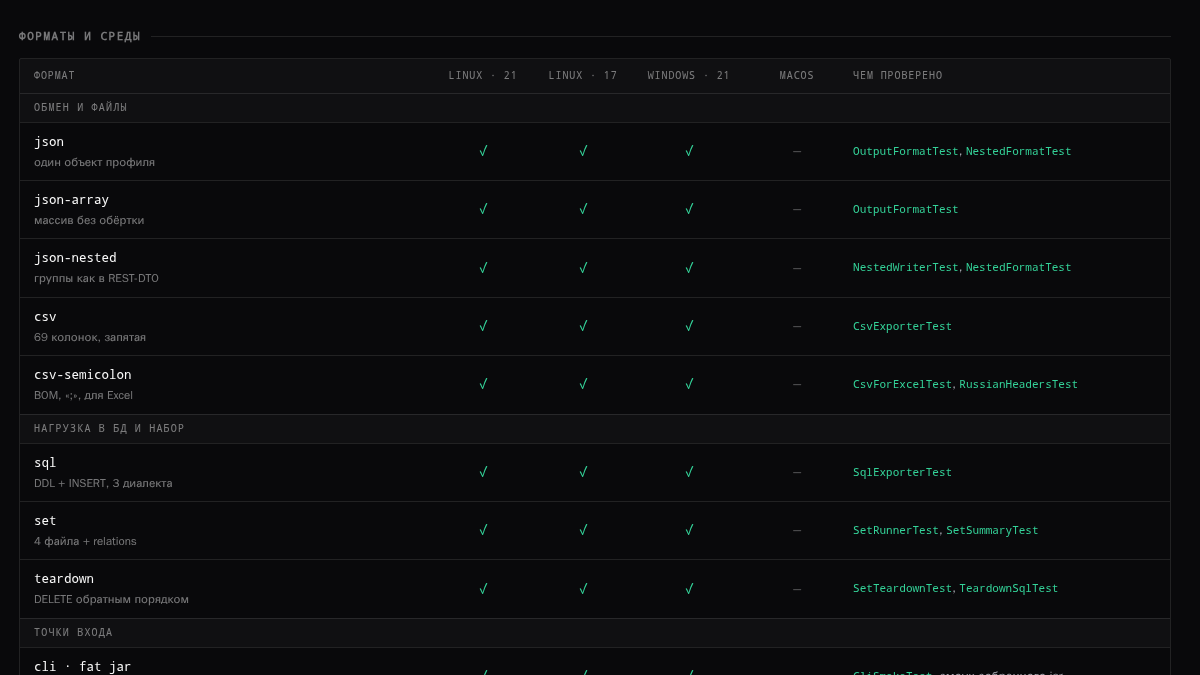 ФОРМАТЫ И СРЕДЫ
ФОРМАТ LINUX · 21 LINUX · 17 WINDOWS · 21 MACOS ЧЕМ ПРОВЕРЕНО
ОБМЕН И ФАЙЛЫ
json √ √ √ — OutputFormatTest, NestedFormatTest
один объект профиля
json-array √ √ √ — OutputFormatTest
массив без обёртки
json-nested √ √ √ — NestedWriterTest, NestedFormatTest
группы как в REST-DTO
csv √ √ √ — CsvExporterTest
69 колонок, запятая
csv-semicolon √ √ √ — CsvForExcelTest, RussianHeadersTest
BOM, «;», для Excel
НАГРУЗКА В БД И НАБОР
sql √ √ √ — SqlExporterTest
DDL + INSERT, 3 диалекта
set √ √ √ — SetRunnerTest, SetSummaryTest
4 файла + relations
teardown √ √ √ — SetTeardownTest, TeardownSqlTest
DELETE обратным порядком
ТОЧКИ ВХОДА
cli · fat jar